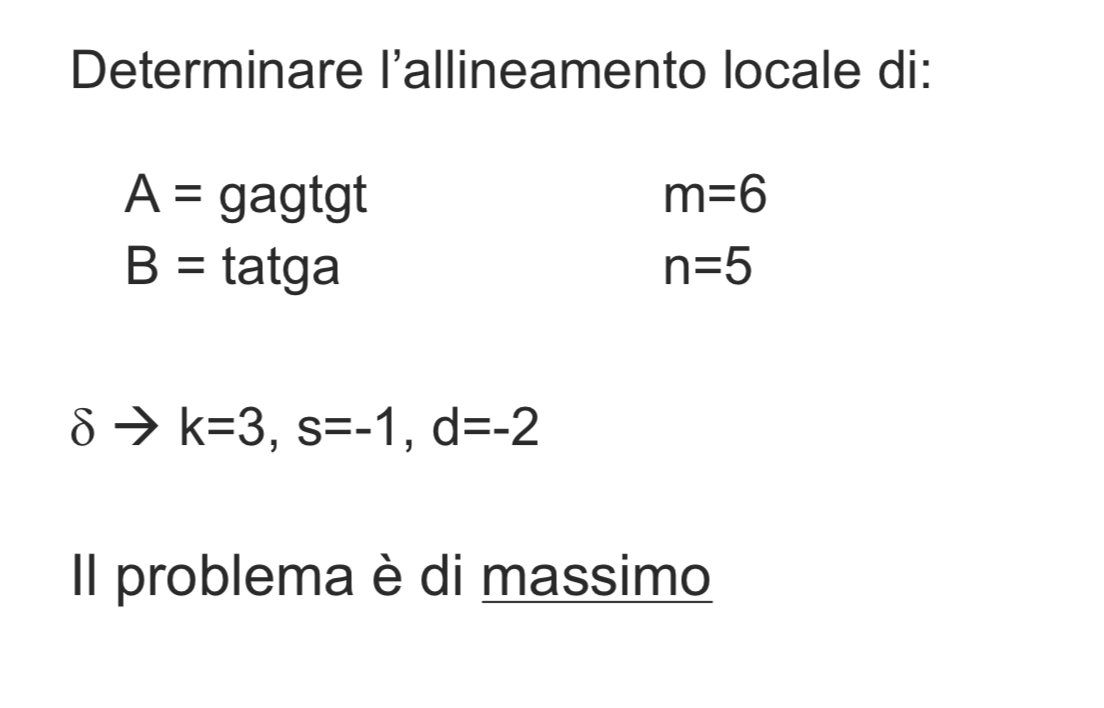 Determinare l’allineamento locale di:
A = gagtgt m=6
B = tatga n=5
δ → k=3, s=-1, d=-2
Il problema è di massimo